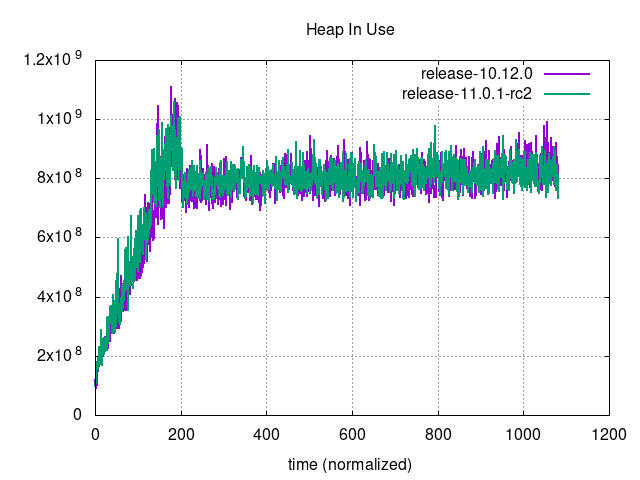 Heap In Use
release-10.12.0
release-11.0.1-rc2
1.2x10^9
1x10^9
8x10^8
6x10^8
4x10^8
2x10^8
0
0 200 400 600 800 1000 1200
time (normalized)